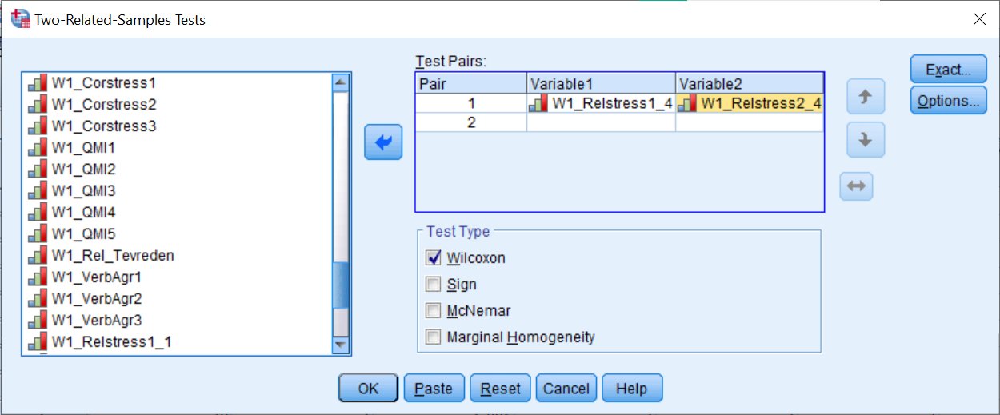 Two-Related-Samples Tests
W1_Corstress1
W1_Corstress2
W1_Corstress3
W1_QMI1
W1_QMI2
W1_QMI3
W1_QMI4
W1_QMI5
W1_Rel_Tevreden
W1_VerbAgr1
W1_VerbAgr2
W1_VerbAgr3
W1_Relstress1_1
Test Pairs:
Pair Variable1 Variable2
1 W1_Relstress1_4 W1_Relstress2_4
2
Test Type
Wilcoxon
Sign
McNemar
Marginal Homogeneity
Exact...
Options...
OK Paste Reset Cancel Help